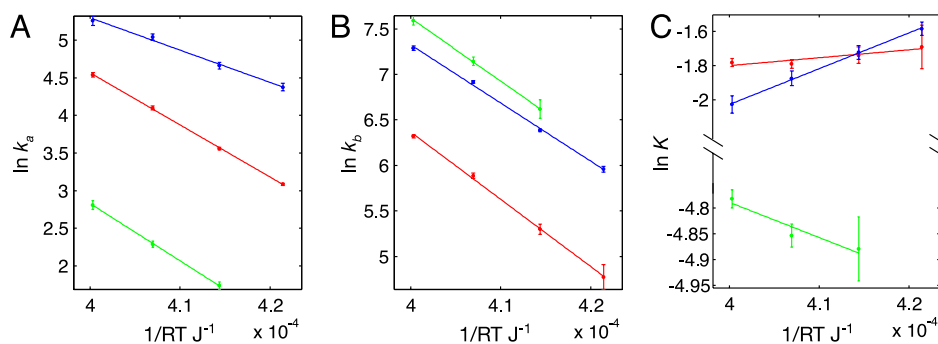 A
ln k_a
5
4.5
4
3.5
3
2.5
2
4
4.1
4.2
1/RT J⁻¹
x 10⁻⁴
B
ln k_b
7.5
7
6.5
6
5.5
5
4
4.1
4.2
1/RT J⁻¹
x 10⁻⁴
C
ln K
-1.6
-1.8
-2
-4.8
-4.85
-4.9
-4.95
4
4.1
4.2
1/RT J⁻¹
x 10⁻⁴